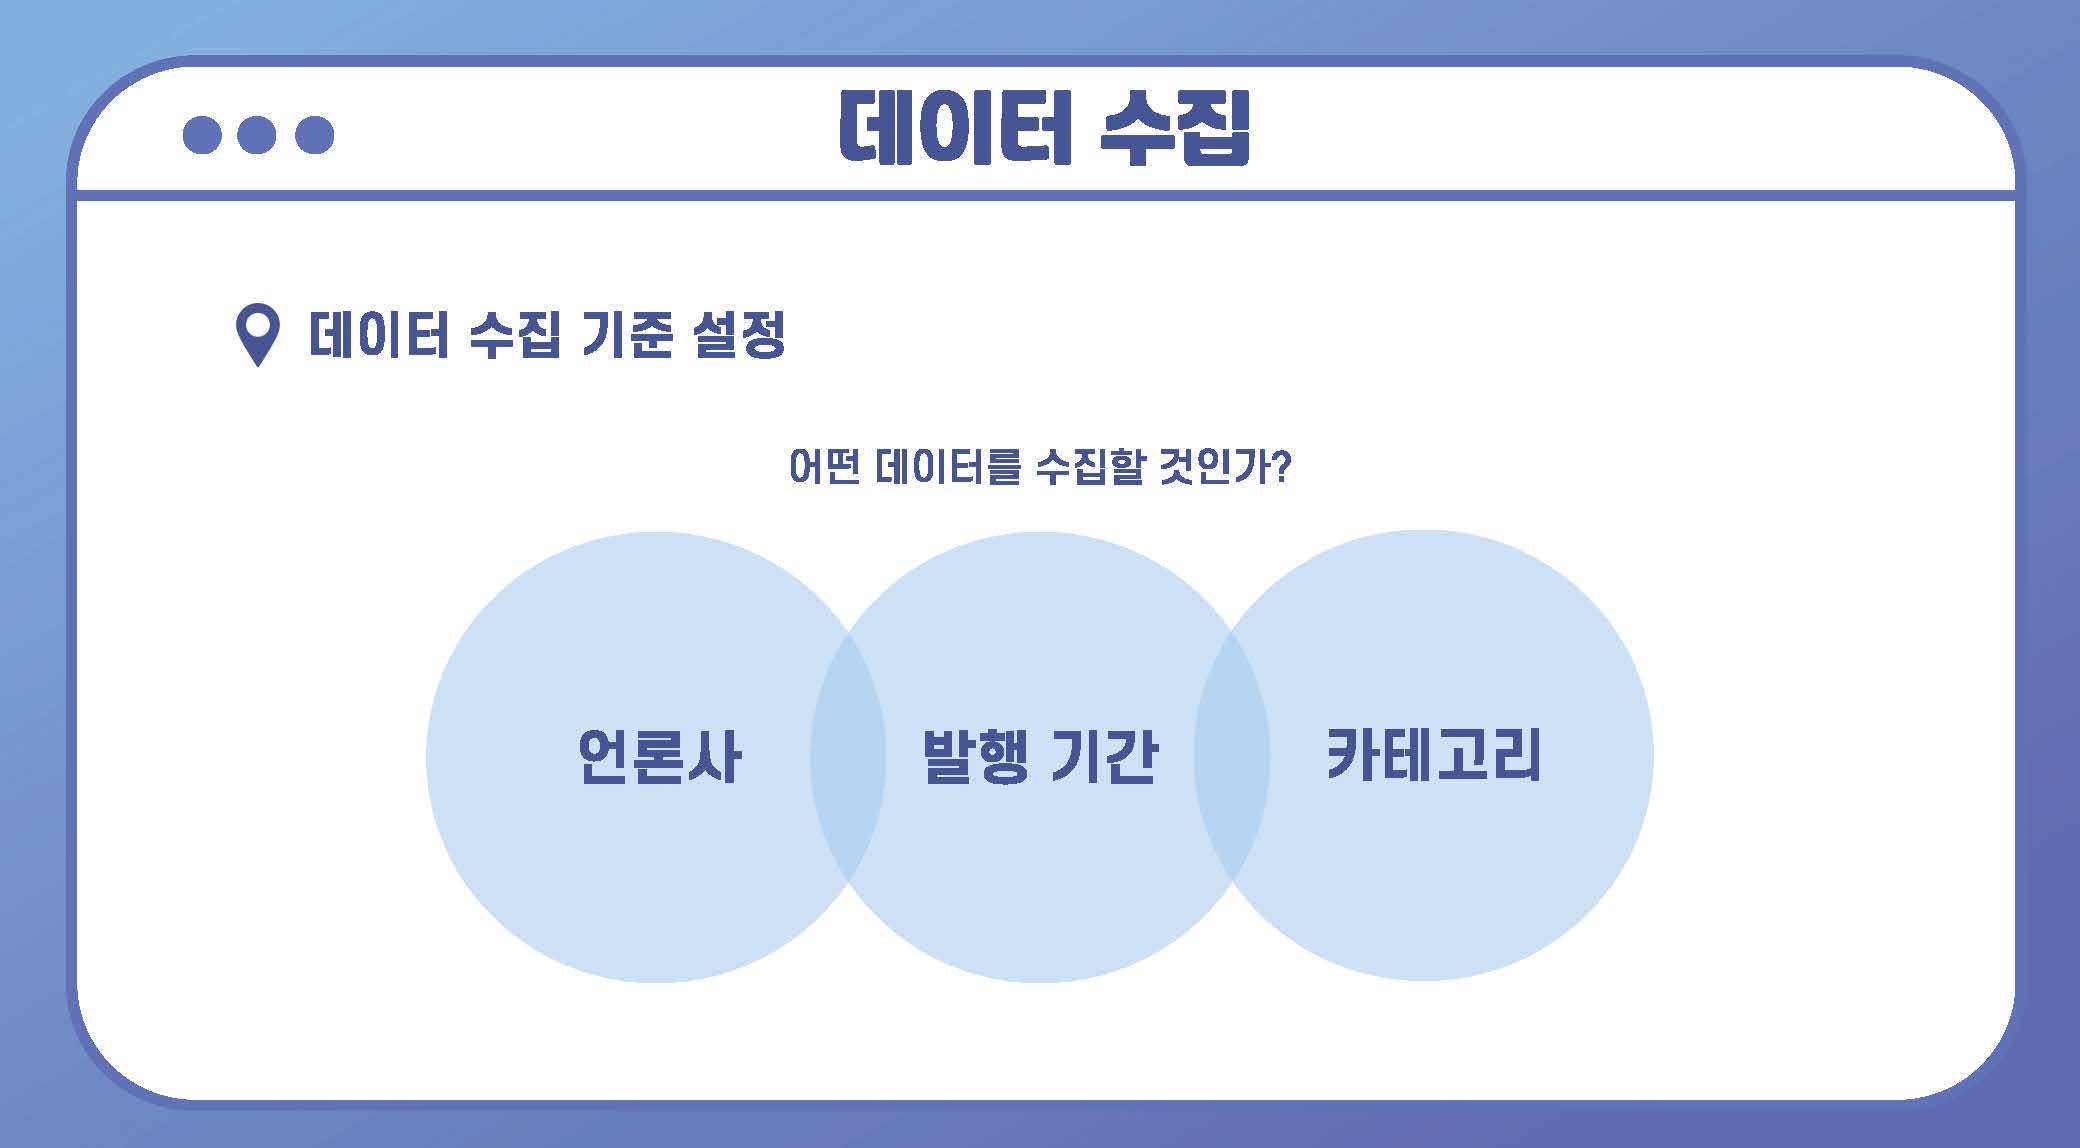 데이터 수집
데이터 수집 기준 설정
어떤 데이터를 수집할 것인가?
언론사
발행 기간
카테고리